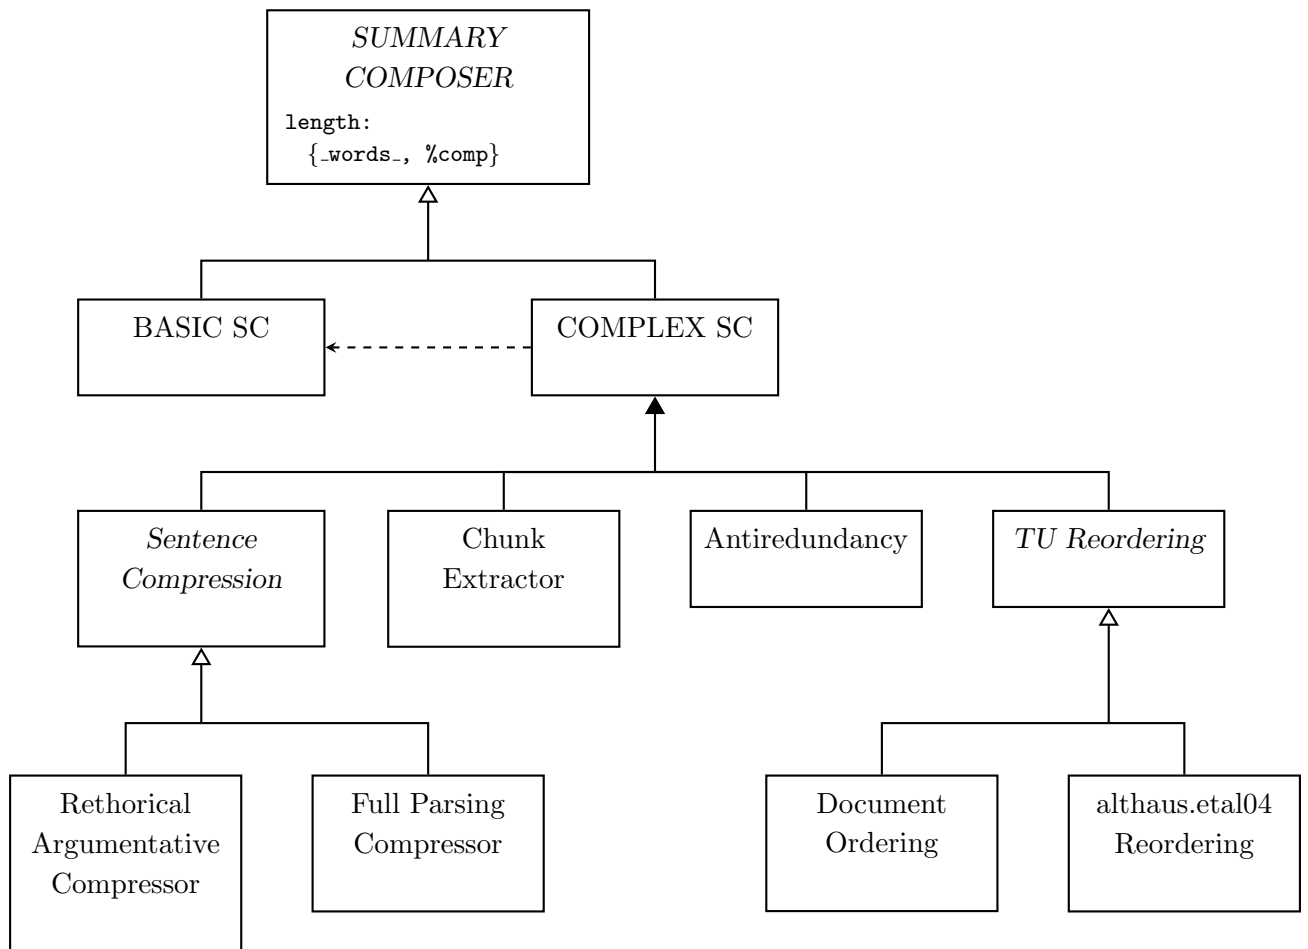 SUMMARY
COMPOSER
length:
{_words_, %comp}
BASIC SC
COMPLEX SC
Sentence
Compression
Chunk
Extractor
Antiredundancy
TU Reordering
Rethorical
Argumentative
Compressor
Full Parsing
Compressor
Document
Ordering
althaus.etal04
Reordering